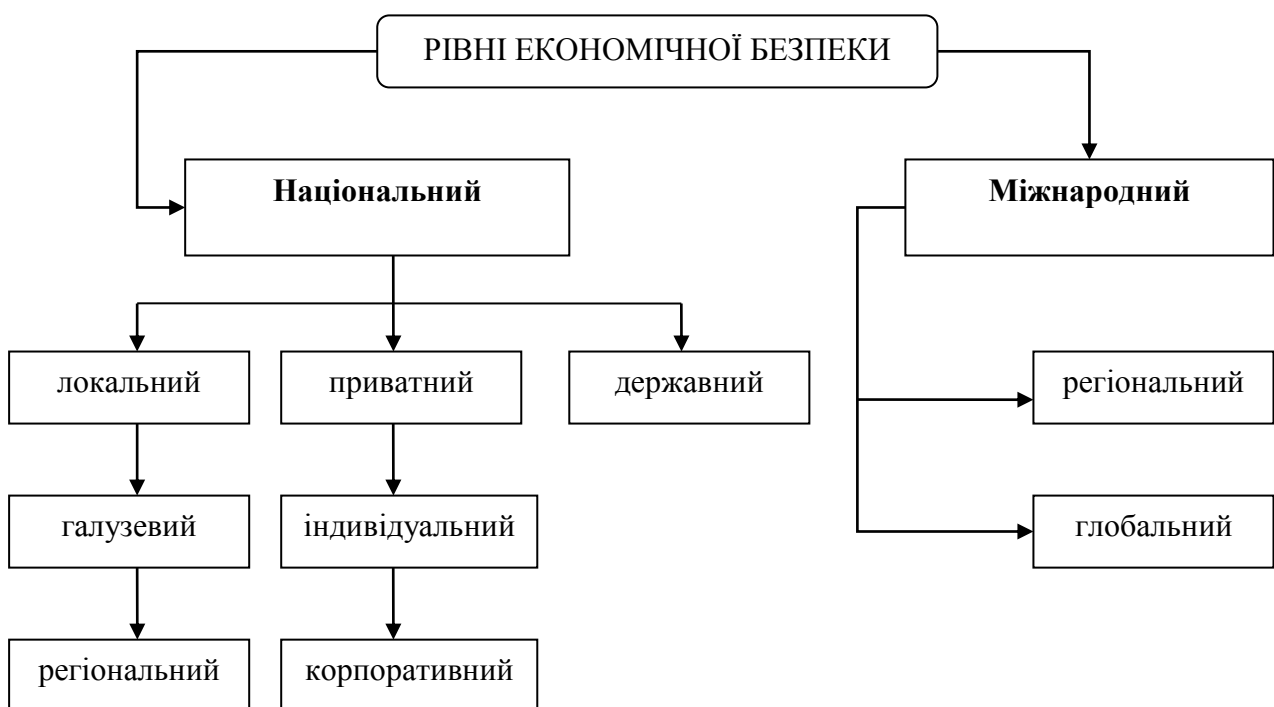 РІВНІ ЕКОНОМІЧНОЇ БЕЗПЕКИ
Національний
Міжнародний
локальний
приватний
державний
регіональний
галузевий
індивідуальний
глобальний
регіональний
корпоративний